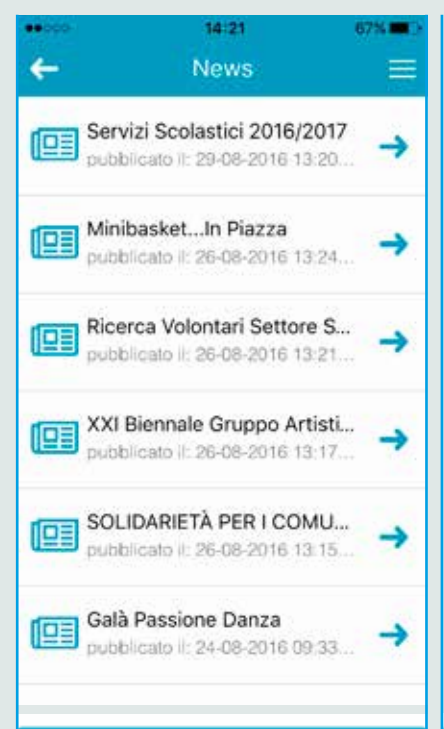 14:21 67%
News
Servizi Scolastici 2016/2017
pubblicato il: 29-08-2016 13:20...
Minibasket...In Piazza
pubblicato il: 26-08-2016 13:24...
Ricerca Volontari Settore S...
pubblicato il: 26-08-2016 13:21...
XXI Biennale Gruppo Artisti...
pubblicato il: 26-08-2016 13:17...
SOLIDARIETÀ PER I COMU...
pubblicato il: 26-08-2016 13:15...
Galà Passione Danza
pubblicato il: 24-08-2016 09:33...